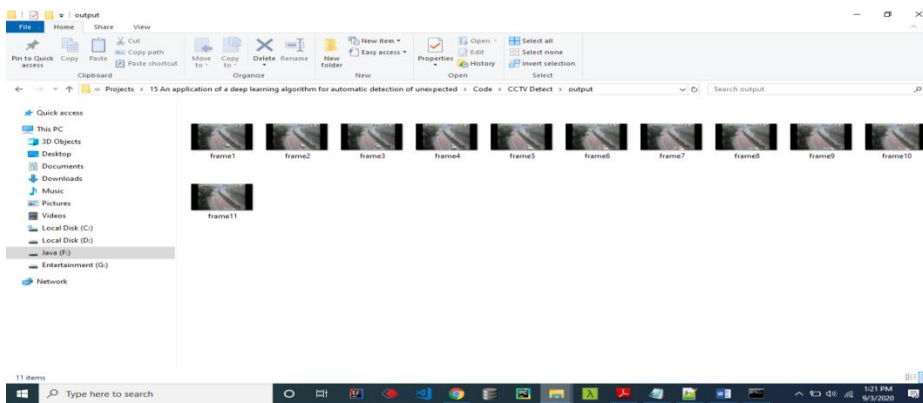 output
File Home Share View
Pin to Quick access
Copy
Paste
Cut
Copy path
Paste shortcut
Move to
Copy to
Delete
Rename
New folder
New item
Easy access
Properties
Open
Edit
History
Select all
Select none
Invert selection
Clipboard Organize New Open Select
« Projects > 15 An application of a deep learning algorithm for automatic detection of unexpected > Code > CCTV Detect > output
Search output
Quick access
This PC
3D Objects
Desktop
Documents
Downloads
Music
Pictures
Videos
Local Disk (C:)
Local Disk (D:)
Java (F:)
Entertainment (G:)
Network
frame1 frame2 frame3 frame4 frame5 frame6 frame7 frame8 frame9 frame10
frame11
11 items
Type here to search
1:21 PM
9/3/2020